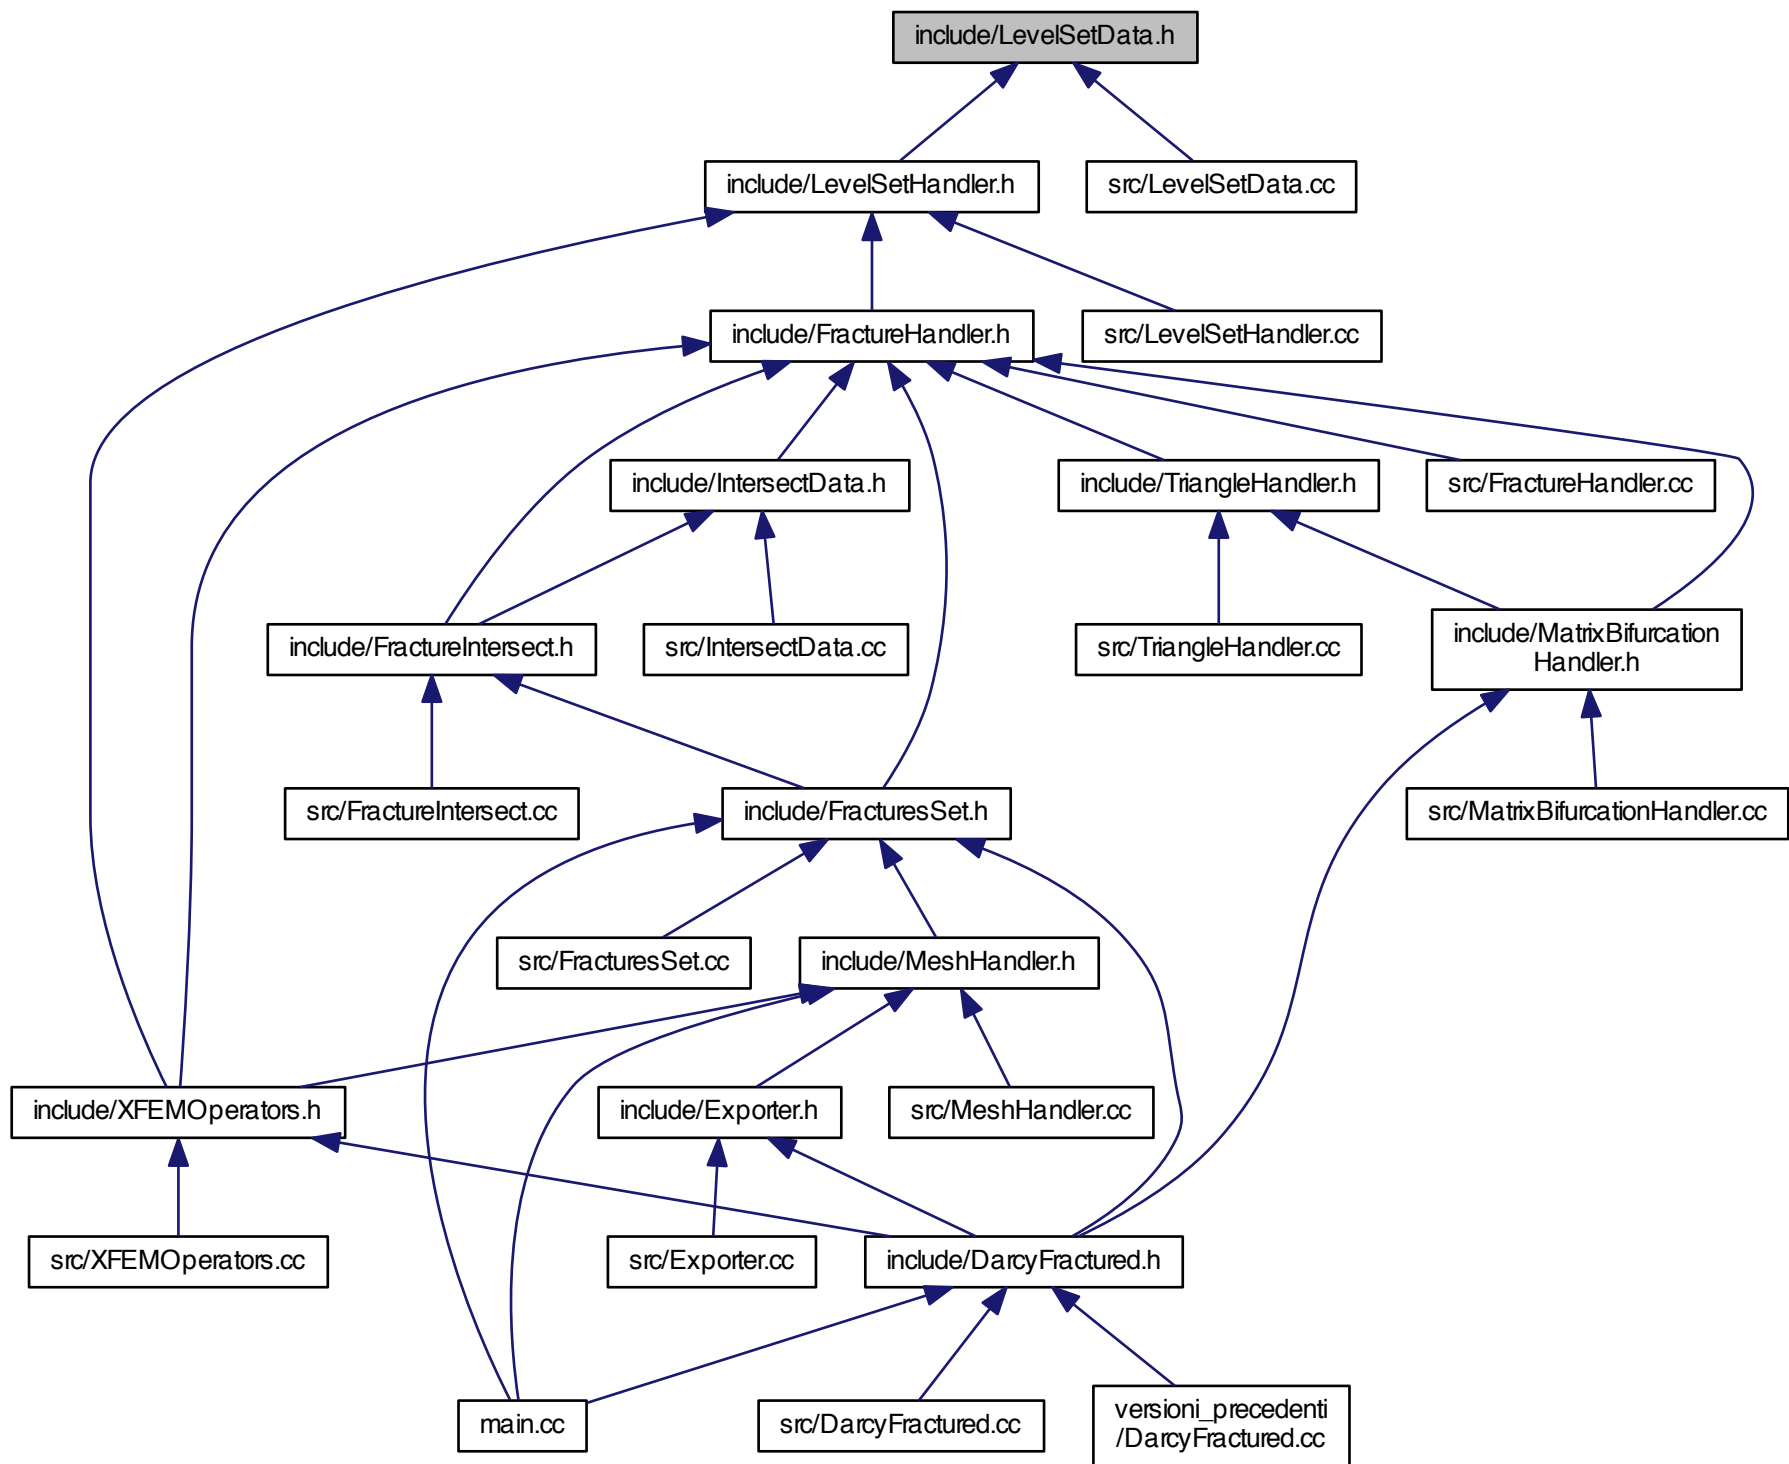 include/LevelSetData.h
include/LevelSetHandler.h
src/LevelSetData.cc
include/FractureHandler.h
src/LevelSetHandler.cc
include/IntersectData.h
include/TriangleHandler.h
src/FractureHandler.cc
include/FractureIntersect.h
src/IntersectData.cc
src/TriangleHandler.cc
include/MatrixBifurcation
Handler.h
src/FractureIntersect.cc
include/FracturesSet.h
src/MatrixBifurcationHandler.cc
src/FracturesSet.cc
include/MeshHandler.h
include/XFEMOperators.h
include/Exporter.h
src/MeshHandler.cc
src/XFEMOperators.cc
src/Exporter.cc
include/DarcyFractured.h
main.cc
src/DarcyFractured.cc
versioni_precedenti
/DarcyFractured.cc